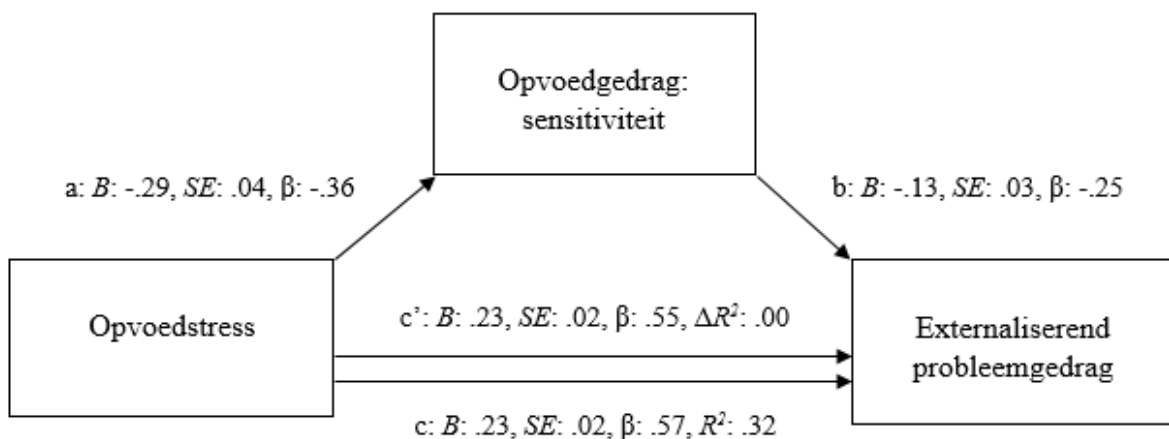 Opvoedgedrag:
sensitiviteit
a: B: -.29, SE: .04, β: -.36
b: B: -.13, SE: .03, β: -.25
Opvoedstress
c’: B: .23, SE: .02, β: .55, ΔR²: .00
Externaliserend
probleemgedrag
c: B: .23, SE: .02, β: .57, R²: .32